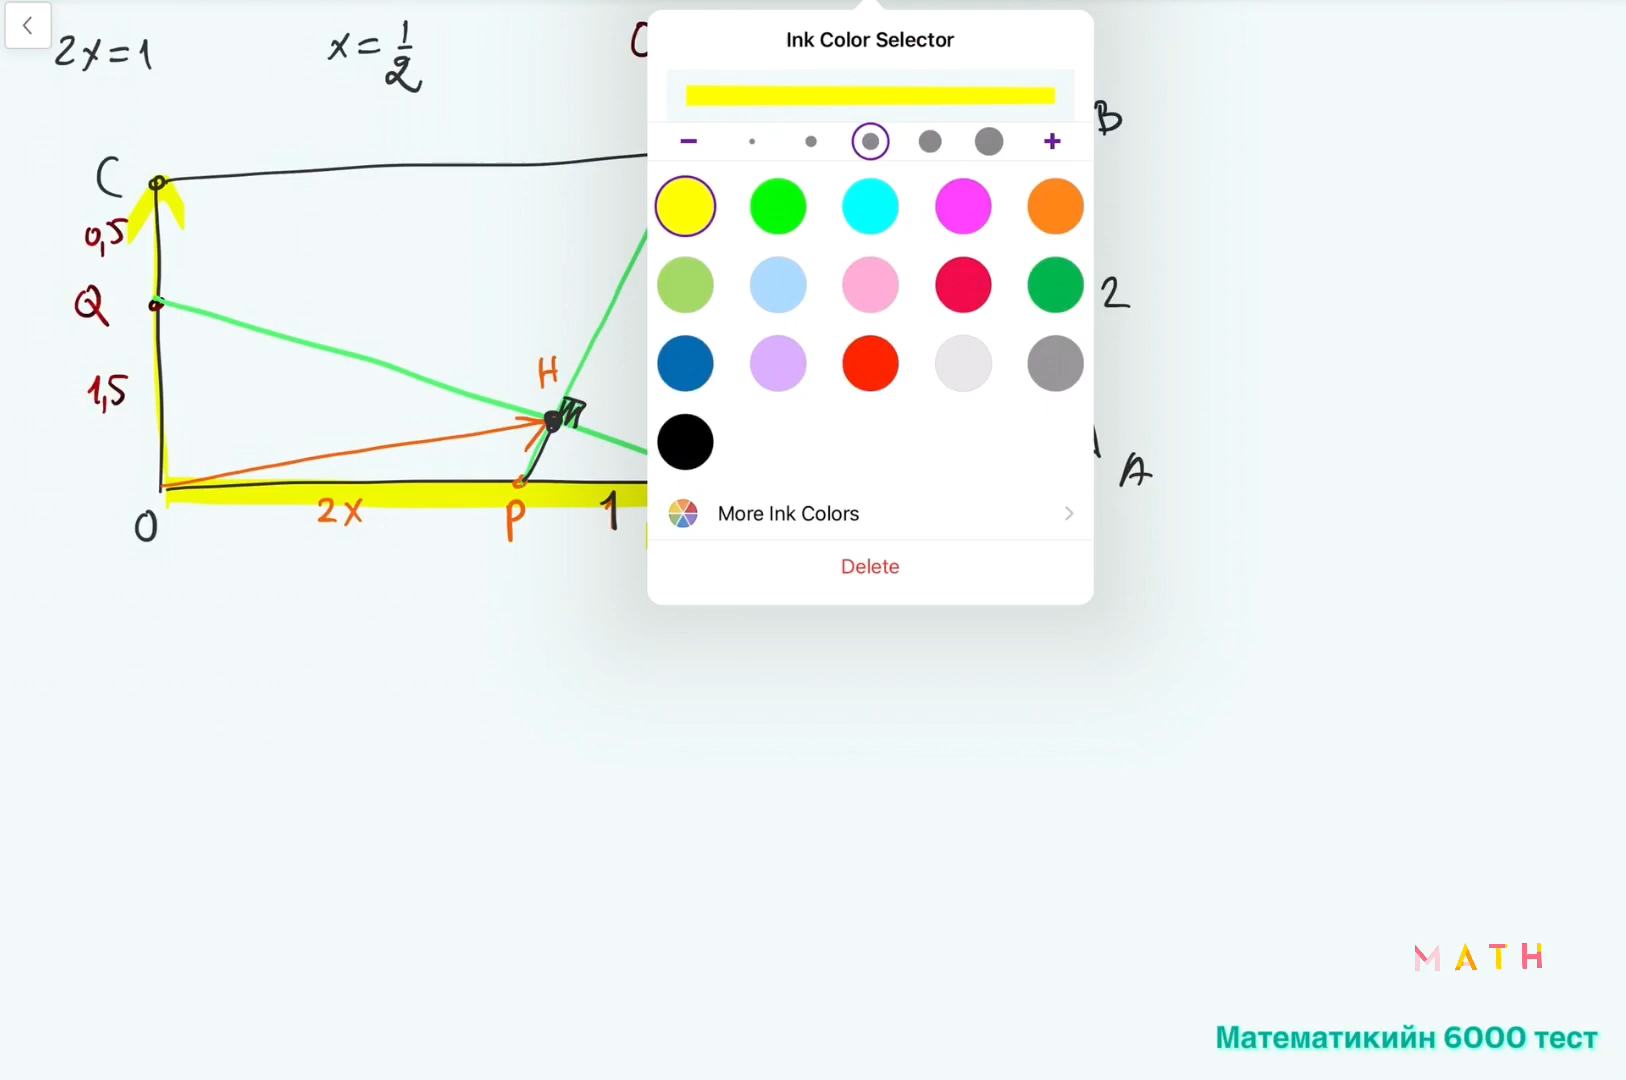 2x=1
x=1/2
Ink Color Selector
B
C
0,5
Q
2
H
1,5
A
2x
P
1
O
More Ink Colors
Delete
MATH
Математикийн 6000 тест